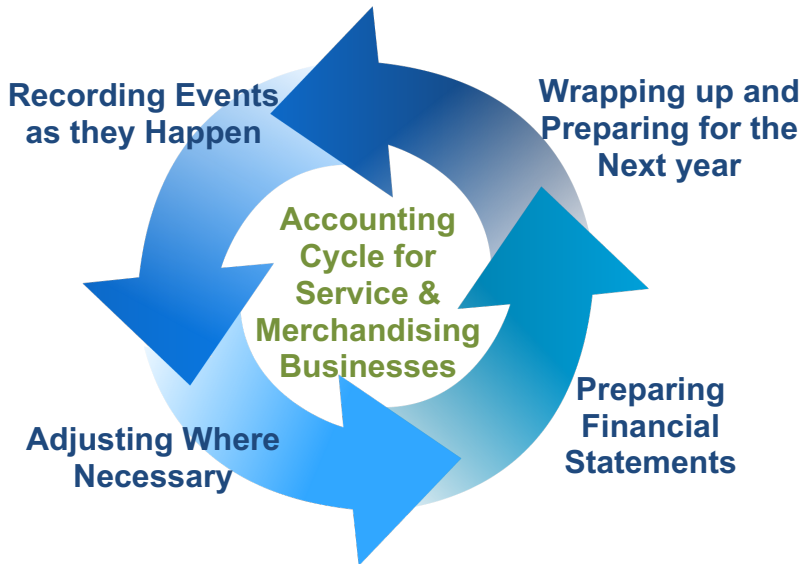 Recording Events
as they Happen
Wrapping up and
Preparing for the
Next year
Accounting
Cycle for
Service &
Merchandising
Businesses
Adjusting Where
Necessary
Preparing
Financial
Statements